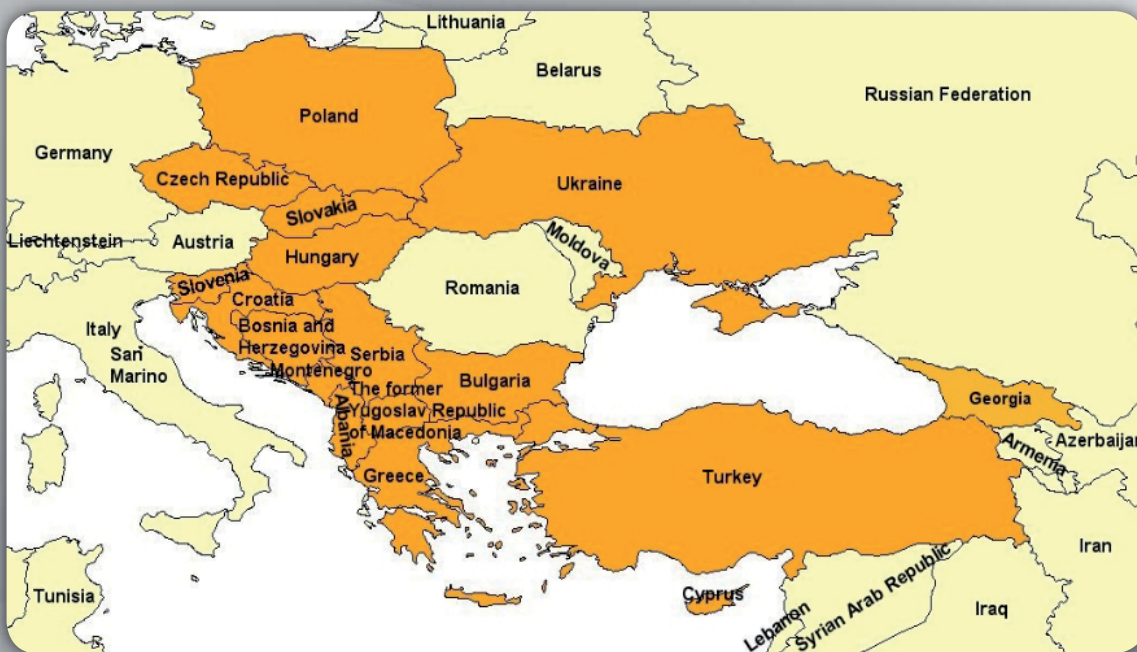 Lithuania
Belarus
Russian Federation
Poland
Germany
Czech Republic
Ukraine
Slovakia
Liechtenstein
Austria
Moldova
Hungary
Slovenia
Romania
Croatia
Italy
Bosnia and
Herzegovina
San
Marino
Serbia
Montenegro
Bulgaria
The former
Yugoslav Republic
of Macedonia
Albania
Georgia
Azerbaijan
Armenia
Greece
Turkey
Iran
Cyprus
Syrian Arab Republic
Lebanon
Iraq
Tunisia